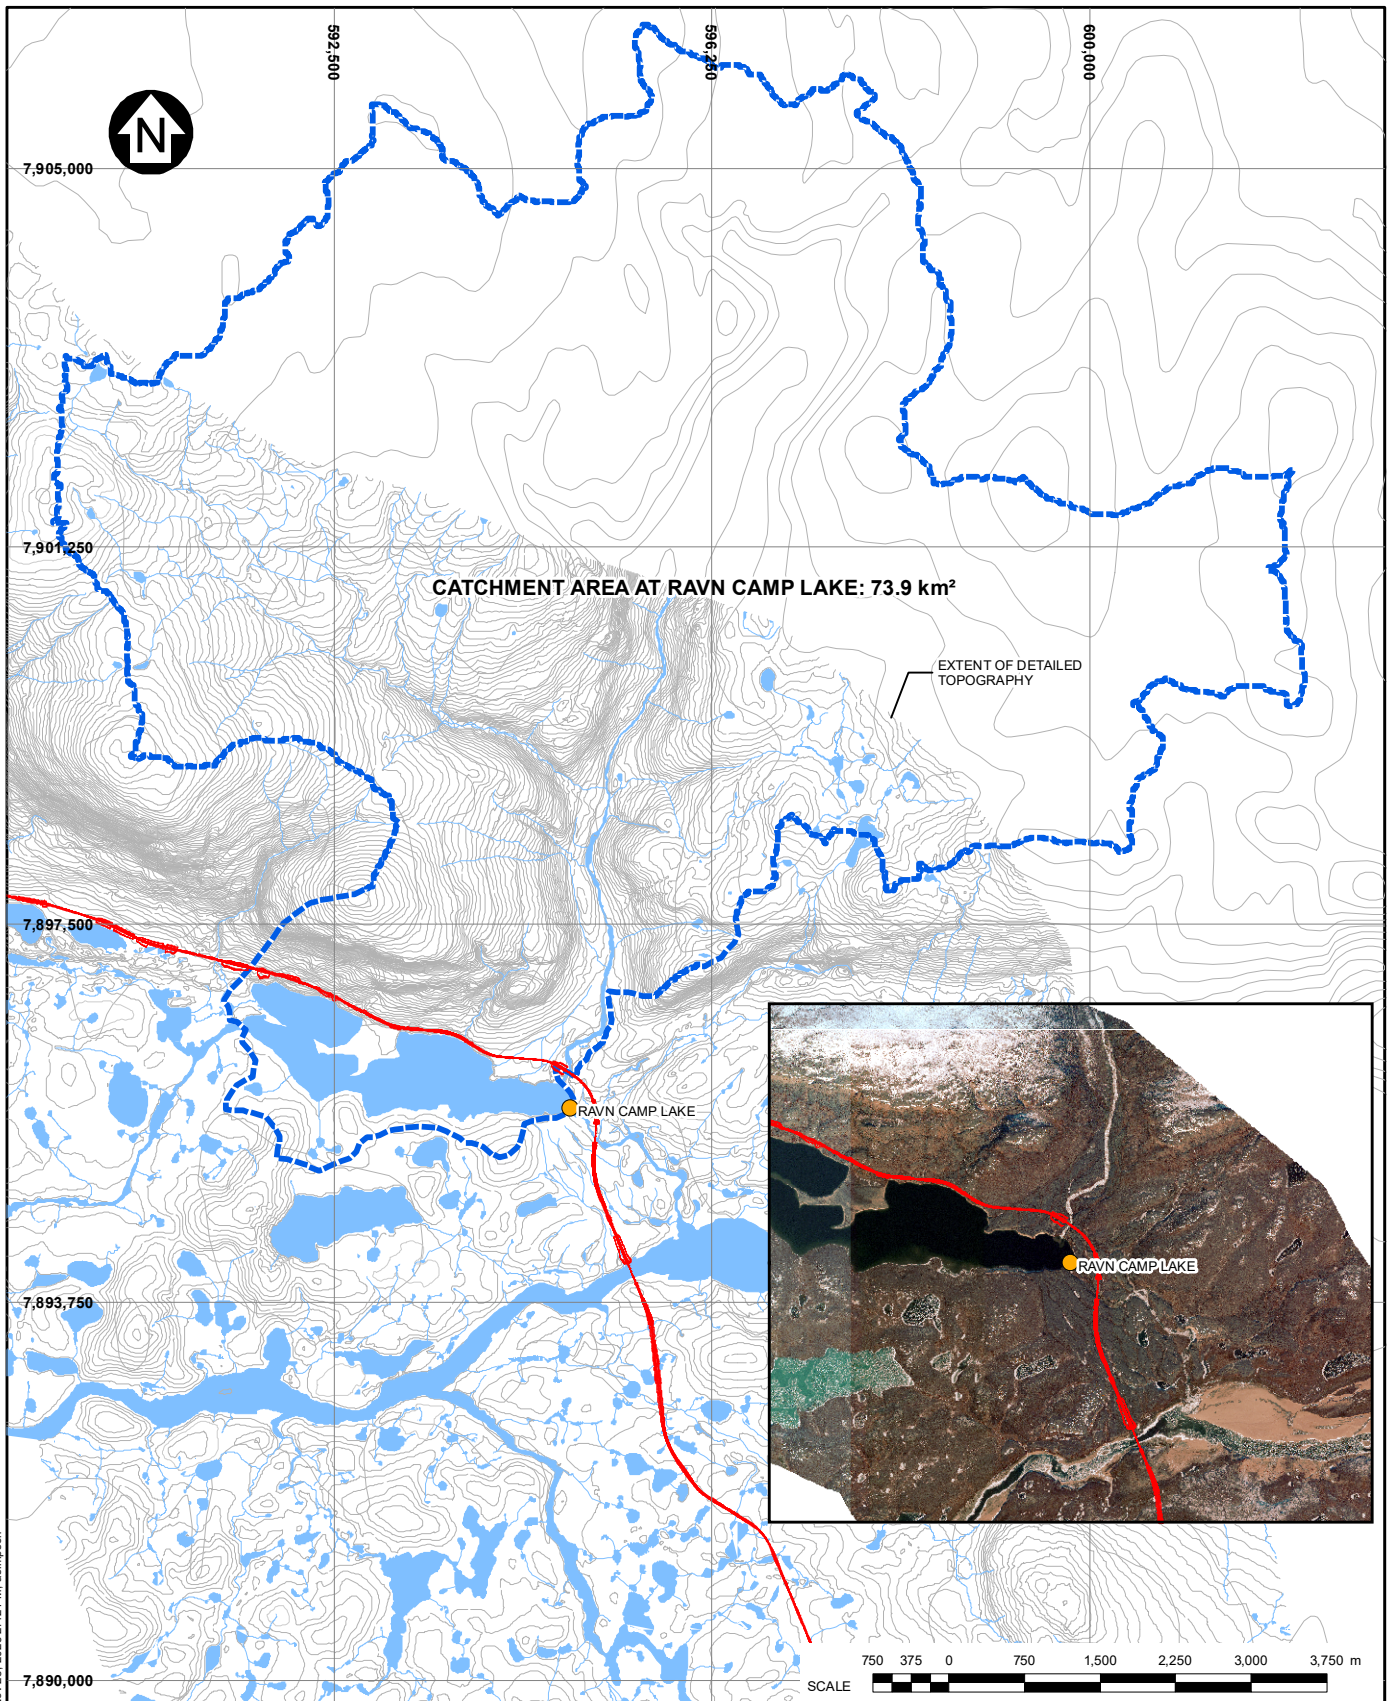 592,500
596,250
600,000
N
7,905,000
7,901,250
CATCHMENT AREA AT RAVN CAMP LAKE: 73.9 km²
EXTENT OF DETAILED
TOPOGRAPHY
7,897,500
RAVN CAMP LAKE
RAVN CAMP LAKE
7,893,750
7,890,000
SCALE
750 375 0 750 1,500 2,250 3,000 3,750 m